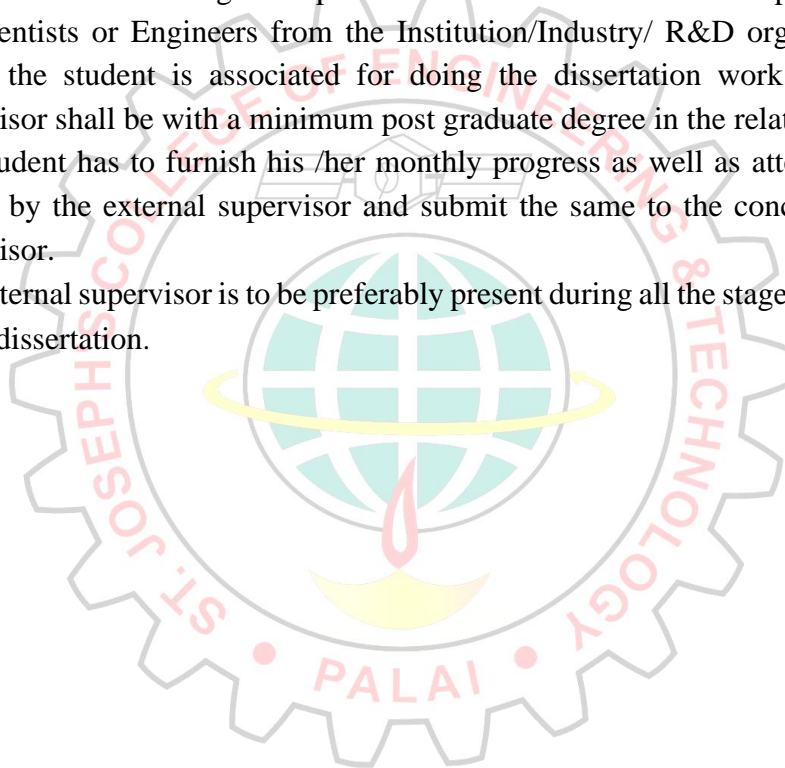 entists or Engineers from the Institution/Industry/ R&D org
the student is associated for doing the dissertation work
isor shall be with a minimum post graduate degree in the relat
udent has to furnish his /her monthly progress as well as att
by the external supervisor and submit the same to the conc
isor.
ternal supervisor is to be preferably present during all the stage
dissertation.
ST. JOSEPH'S COLLEGE OF ENGINEERING & TECHNOLOGY
• PALAI •